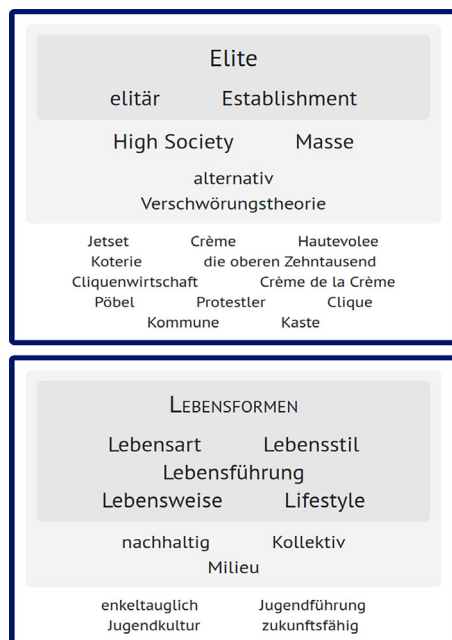 Elite
elitär Establishment
High Society Masse
alternativ
Verschwörungstheorie
Jetset Crème Hautevolee
Koterie die oberen Zehntausend
Cliquenwirtschaft Crème de la Crème
Pöbel Protestler Clique
Kommune Kaste
LEBENSFORMEN
Lebensart Lebensstil
Lebensführung
Lebensweise Lifestyle
nachhaltig Kollektiv
Milieu
enkeltauglich Jugendführung
Jugendkultur zukunftsfähig